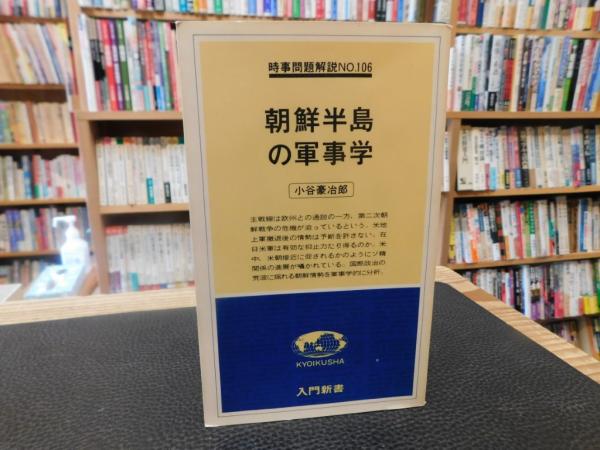 時事問題解説NO.106
朝鮮半島
の軍事学
小谷豪冶郎
主戦線は欧州との通説の一方、第二次朝
鮮戦争の危機が迫っているという。米地
上軍撤退後の情勢は予断を許さない。在
日米軍は有効な抑止力たり得るのか。米
中、米朝接近に促されるかのようにソ朝
関係の進展が囁かれている。国際政治の
荒波に揺れる朝鮮情勢を軍事学的に分析。
KYOIKUSHA
入門新書